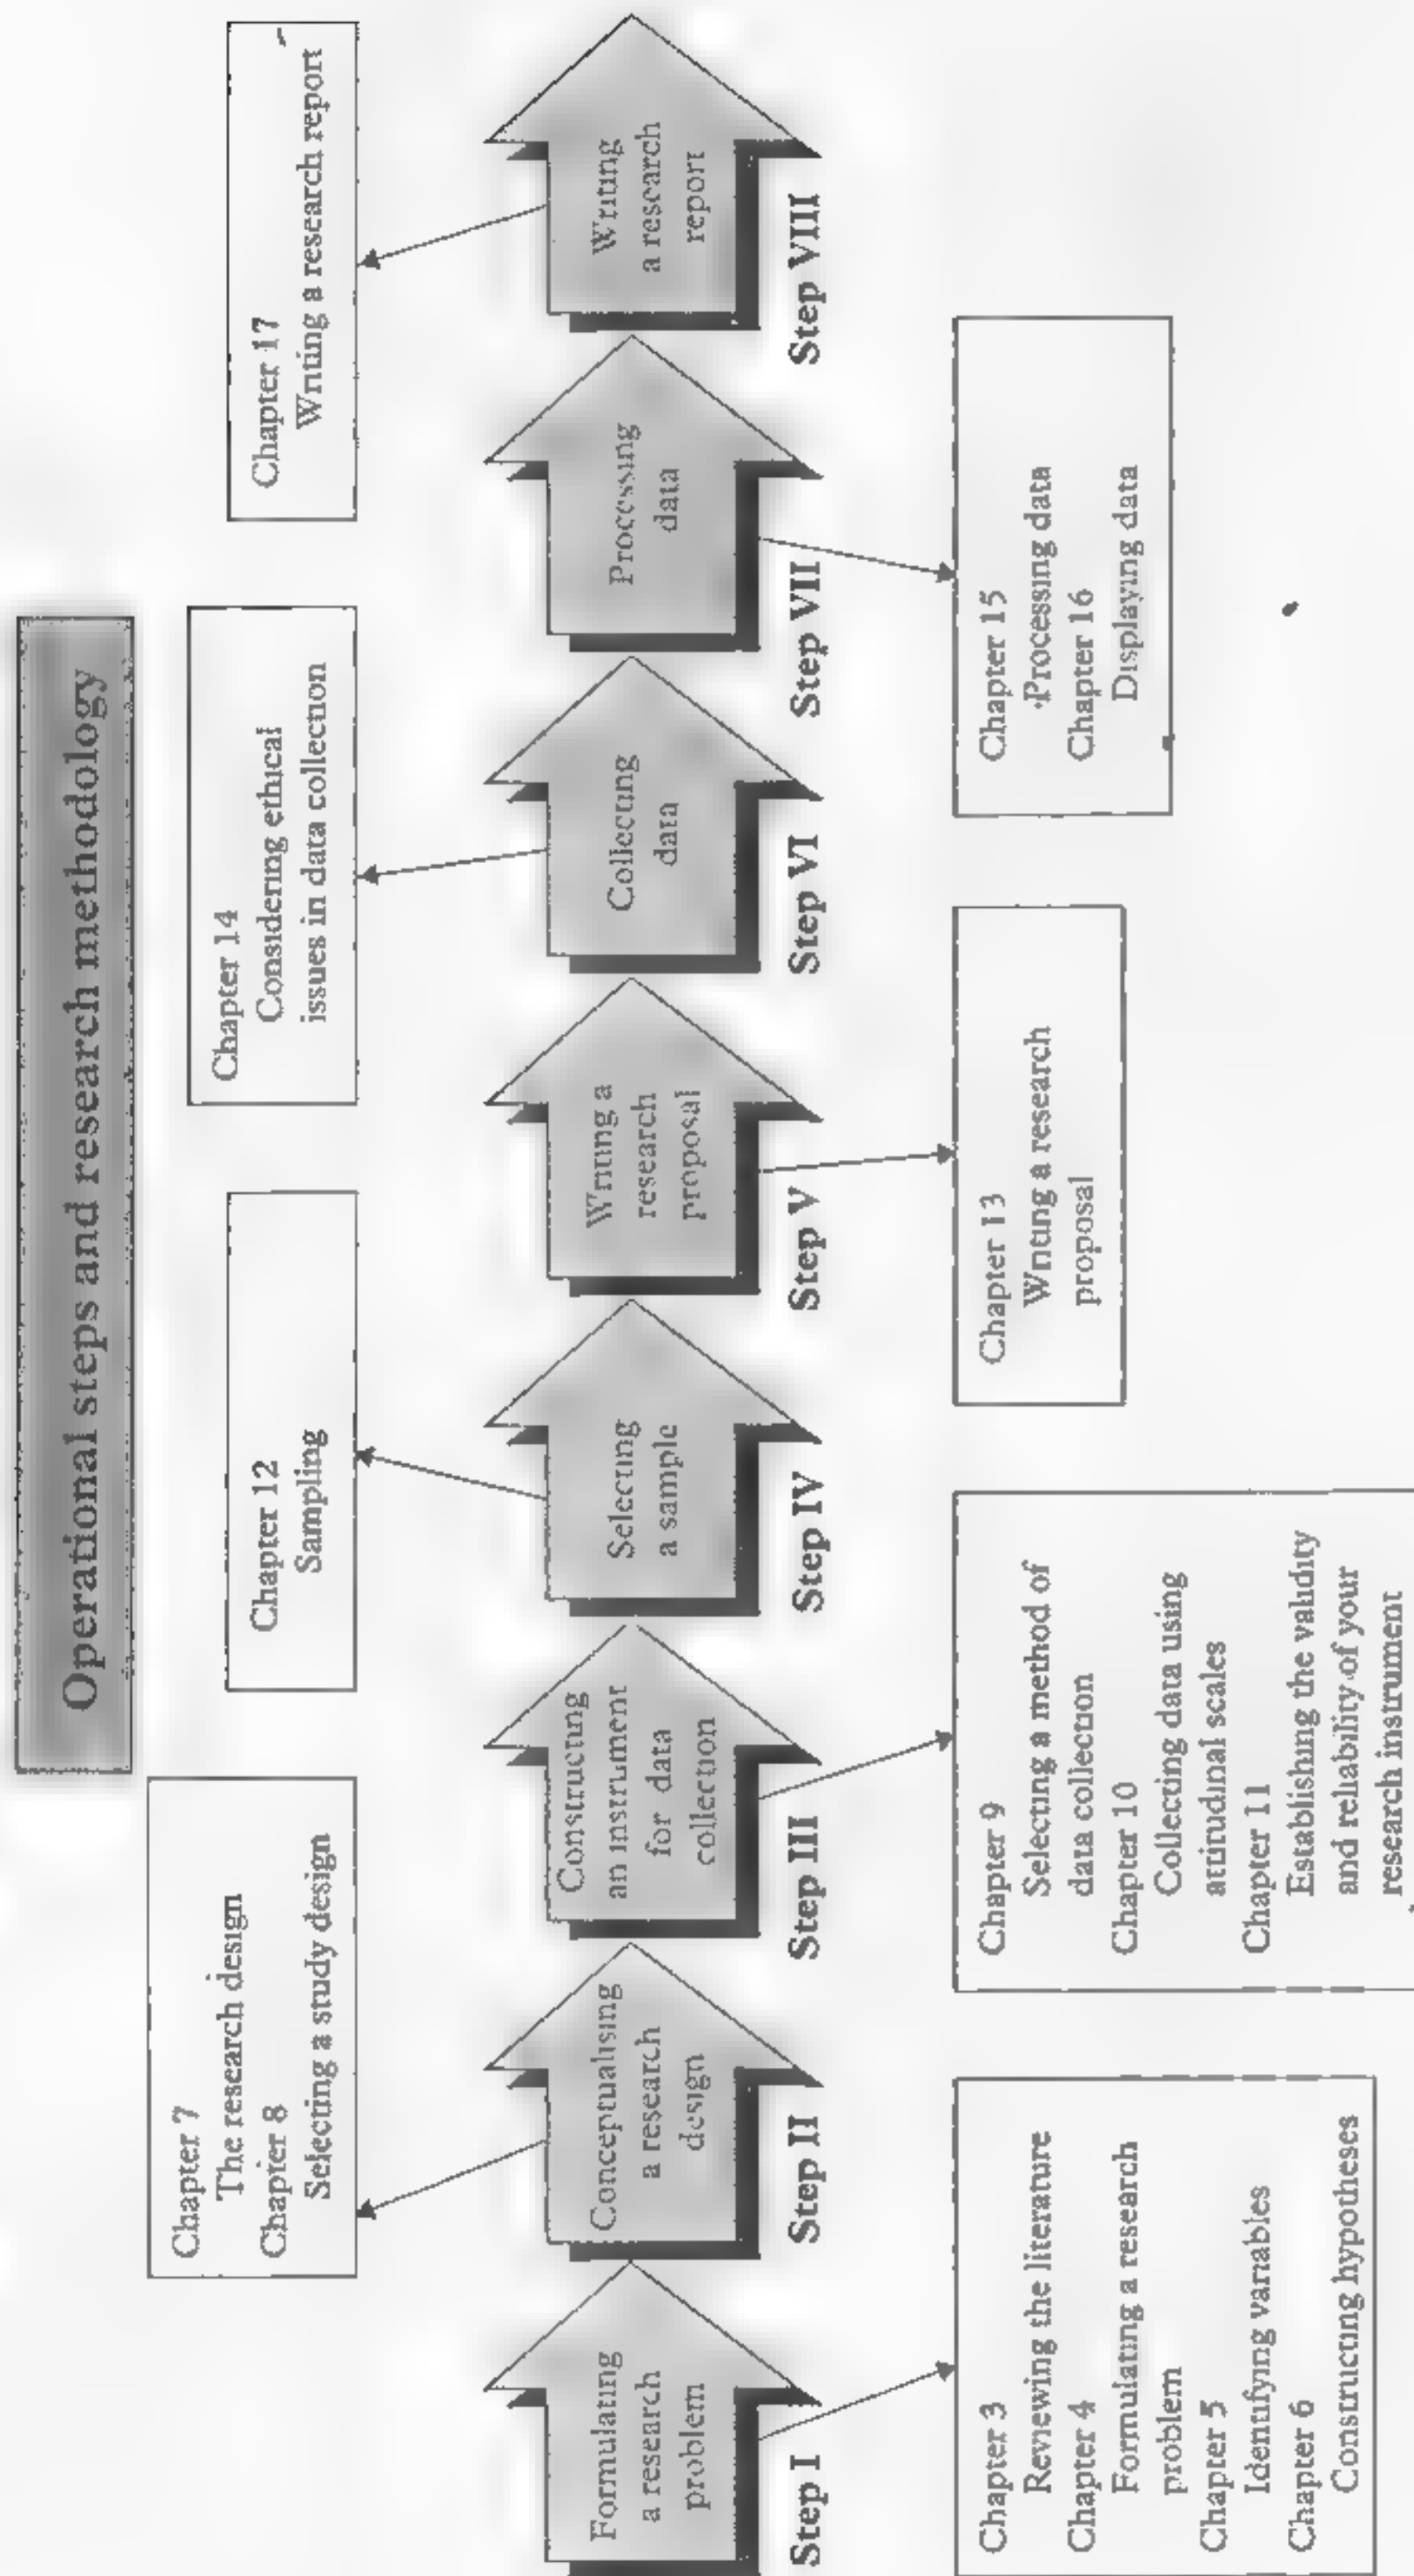 Operational steps and research methodology
Chapter 7
The research design
Chapter 8
Selecting a study design
Chapter 12
Sampling
Chapter 14
Considering ethical
issues in data collection
Chapter 17
Writing a research report
Formulating
a research
problem
Conceptualising
a research
design
Constructing
an instrument
for data
collection
Selecting
a sample
Writing a
research
proposal
Collecting
data
Processing
data
Writing
a research
report
Step I
Step II
Step III
Step IV
Step V
Step VI
Step VII
Step VIII
Chapter 3
Reviewing the literature
Chapter 4
Formulating a research
problem
Chapter 5
Identifying variables
Chapter 6
Constructing hypotheses
Chapter 9
Selecting a method of
data collection
Chapter 10
Collecting data using
attitudinal scales
Chapter 11
Establishing the validity
and reliability of your
research instrument
Chapter 13
Writing a research
proposal
Chapter 15
Processing data
Chapter 16
Displaying data